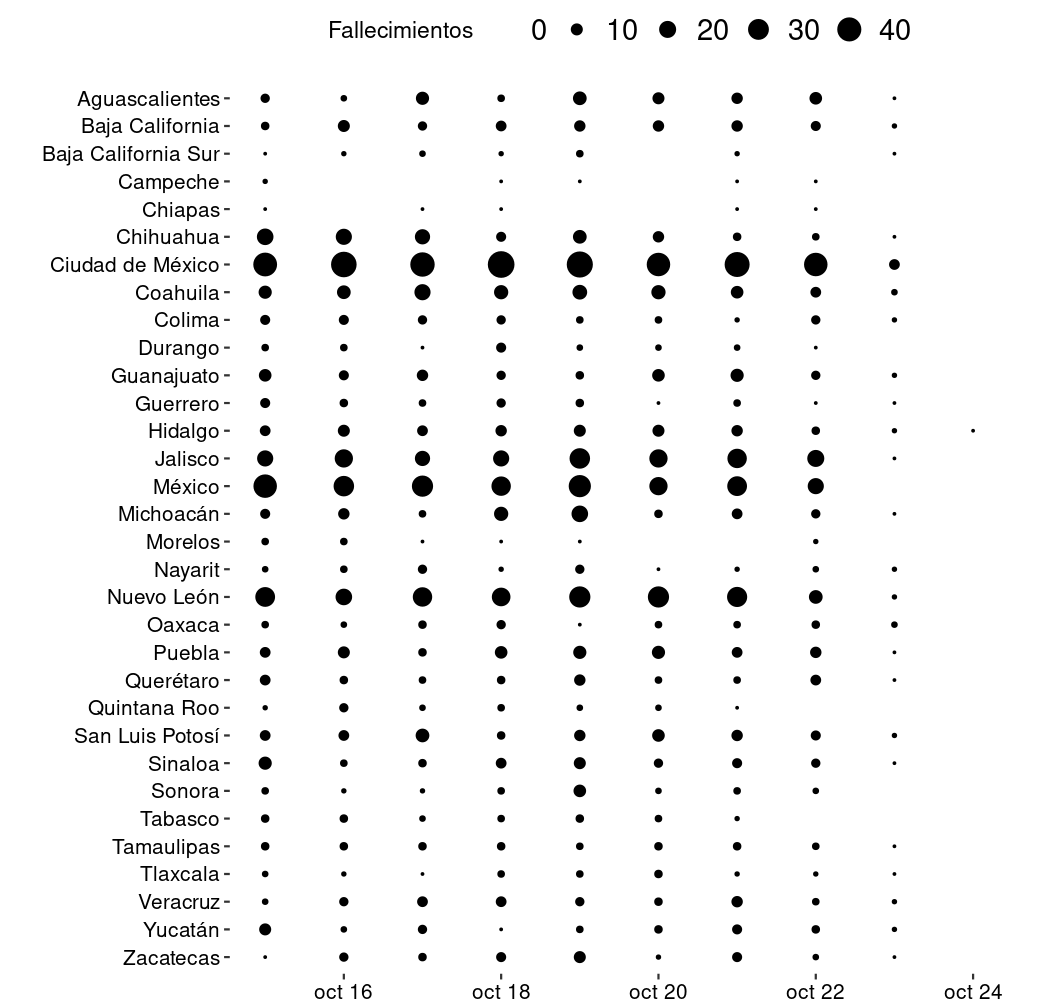 Fallecimientos 0 10 20 30 40
Aguascalientes
Baja California
Baja California Sur
Campeche
Chiapas
Chihuahua
Ciudad de México
Coahuila
Colima
Durango
Guanajuato
Guerrero
Hidalgo
Jalisco
México
Michoacán
Morelos
Nayarit
Nuevo León
Oaxaca
Puebla
Querétaro
Quintana Roo
San Luis Potosí
Sinaloa
Sonora
Tabasco
Tamaulipas
Tlaxcala
Veracruz
Yucatán
Zacatecas
oct 16 oct 18 oct 20 oct 22 oct 24